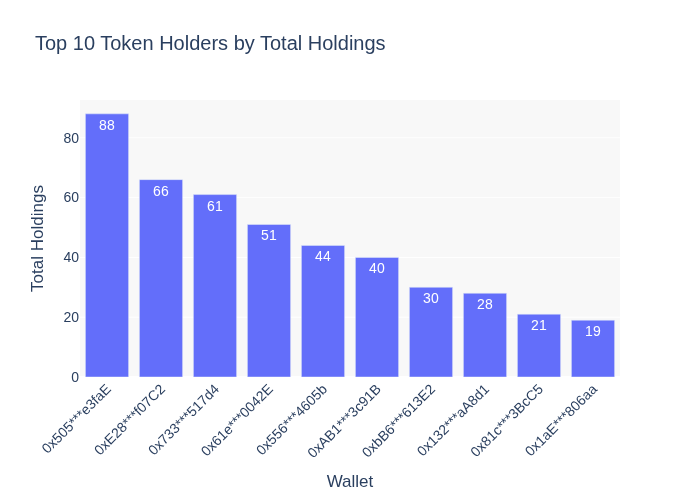 Top 10 Token Holders by Total Holdings
Total Holdings
80
60
40
20
0
88
66
61
51
44
40
30
28
21
19
0x505***e3faE
0xE28***f07C2
0x733***517d4
0x61e***0042E
0x556***4605b
0xAB1***3c91B
0xbB6***613E2
0x132***aA8d1
0x81c***3BcC5
0x1aE***806aa
Wallet